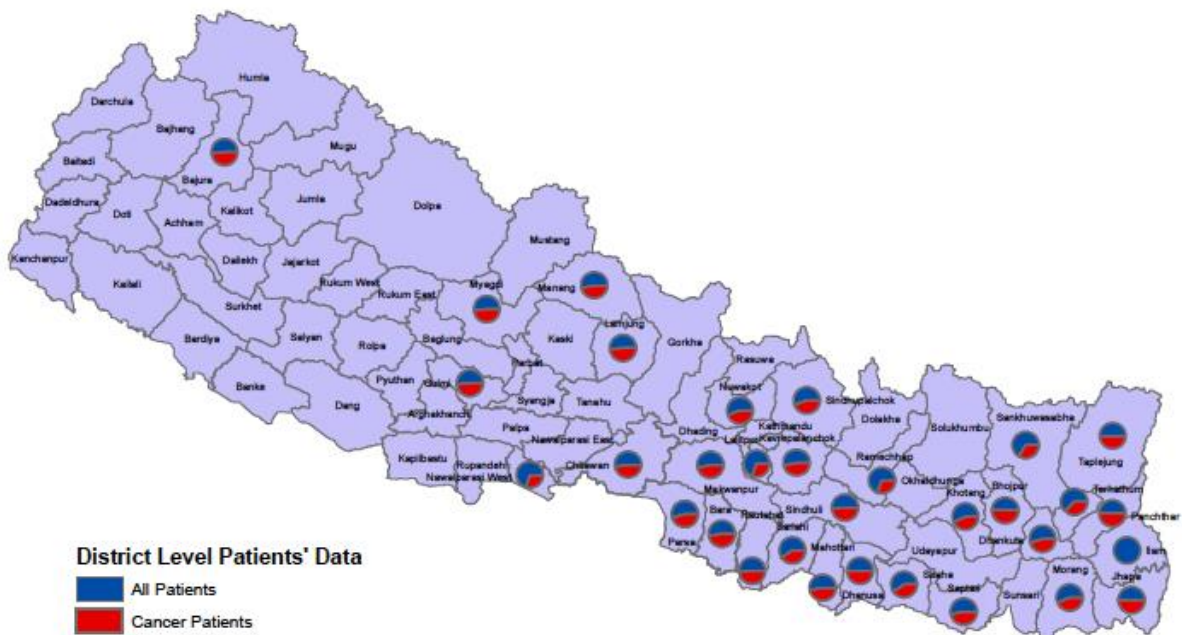 Humla
Darchula
Bajhang
Mugu
Baitadi
Bajura
Jumla
Dadeldhura
Doti
Achham
Kalikot
Dolpa
Mustang
Kanchanpur
Dailekh
Jajarkot
Kailali
Rukum West
Rukum East
Myagdi
Manang
Surkhet
Lamjung
Bardiya
Salyan
Rolpa
Baglung
Kaski
Gorkha
Rasuwa
Parbat
Banke
Pyuthan
Gulmi
Nuwakot
Sindhupalchok
Dang
Syangja
Tanahu
Dolakha
Sankhuwasabha
Arghakhanchi
Solukhumbu
Palpa
Dhading
Kathmandu
Lalitpur
Kavrepalanchok
Nawalparasi East
Ramechhap
Taplejung
Kapilbastu
Rupandehi
Chitawan
Nawalparasi West
Makwanpur
Okhaldhunga
Khotang
Bhojpur
Terhathum
Bara
Rautahat
Sindhuli
Panchthar
Parsa
Sarlahi
Mahottari
Dhankuta
Udayapur
Ilam
Dhanusa
Siraha
Saptari
Sunsari
Morang
Jhapa
District Level Patients' Data
All Patients
Cancer Patients